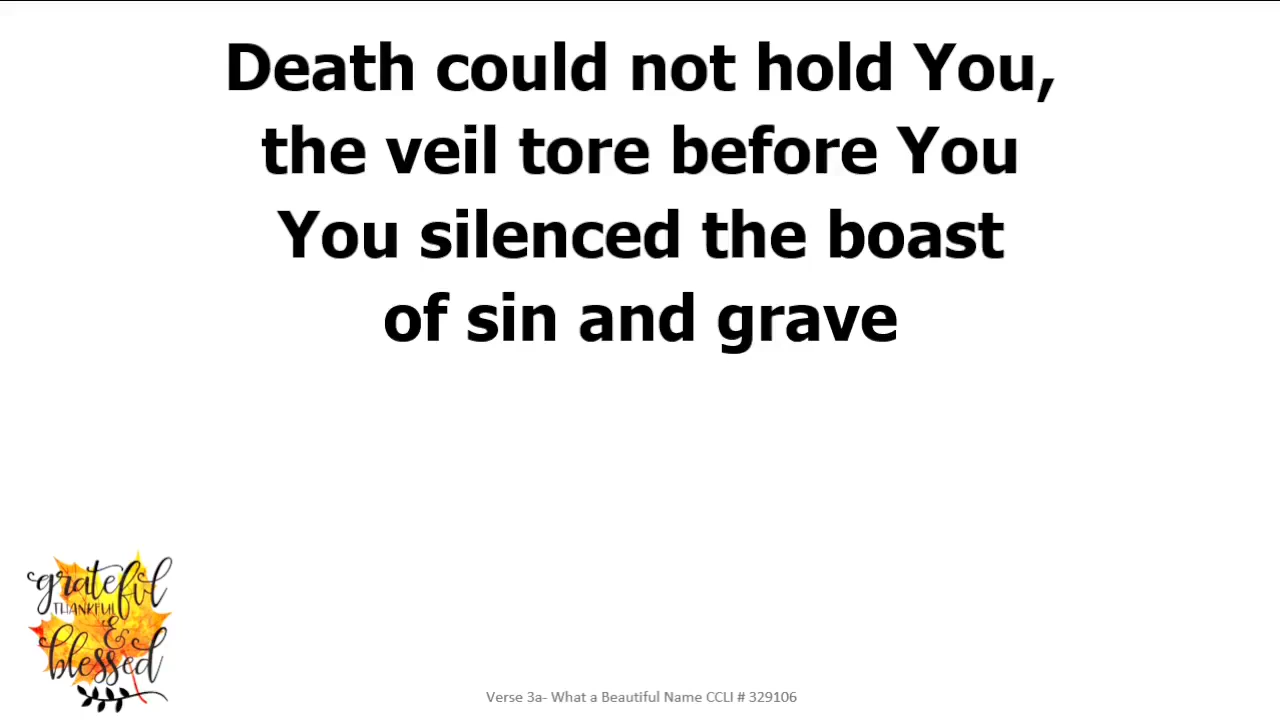 Death could not hold You,
the veil tore before You
You silenced the boast
of sin and grave
grateful
THANKFUL
&
blessed
Verse 3a- What a Beautiful Name CCLI # 329106